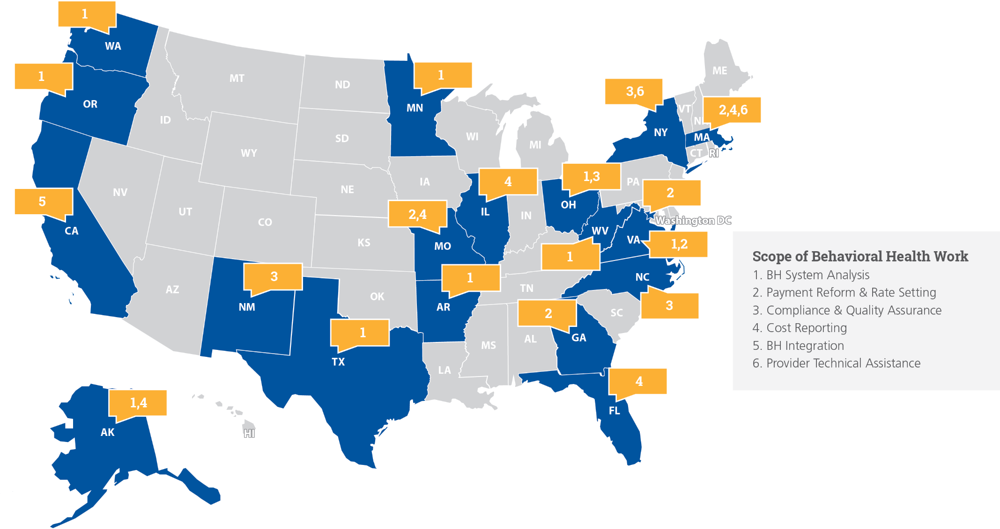 1
WA
1
OR
MT
ND
1
MN
ID
SD
WY
WI
MI
ME
3,6
NY
VT
2,4,6
MA
CT
RI
5
CA
NV
UT
CO
NE
IA
KS
2,4
MO
4
IL
IN
1,3
OH
PA
2
Washington DC
WV
VA
1,2
1
NC
3
AZ
3
NM
OK
1
AR
TN
SC
2
GA
AL
MS
LA
1
TX
4
FL
1,4
AK
HI
Scope of Behavioral Health Work
1. BH System Analysis
2. Payment Reform & Rate Setting
3. Compliance & Quality Assurance
4. Cost Reporting
5. BH Integration
6. Provider Technical Assistance